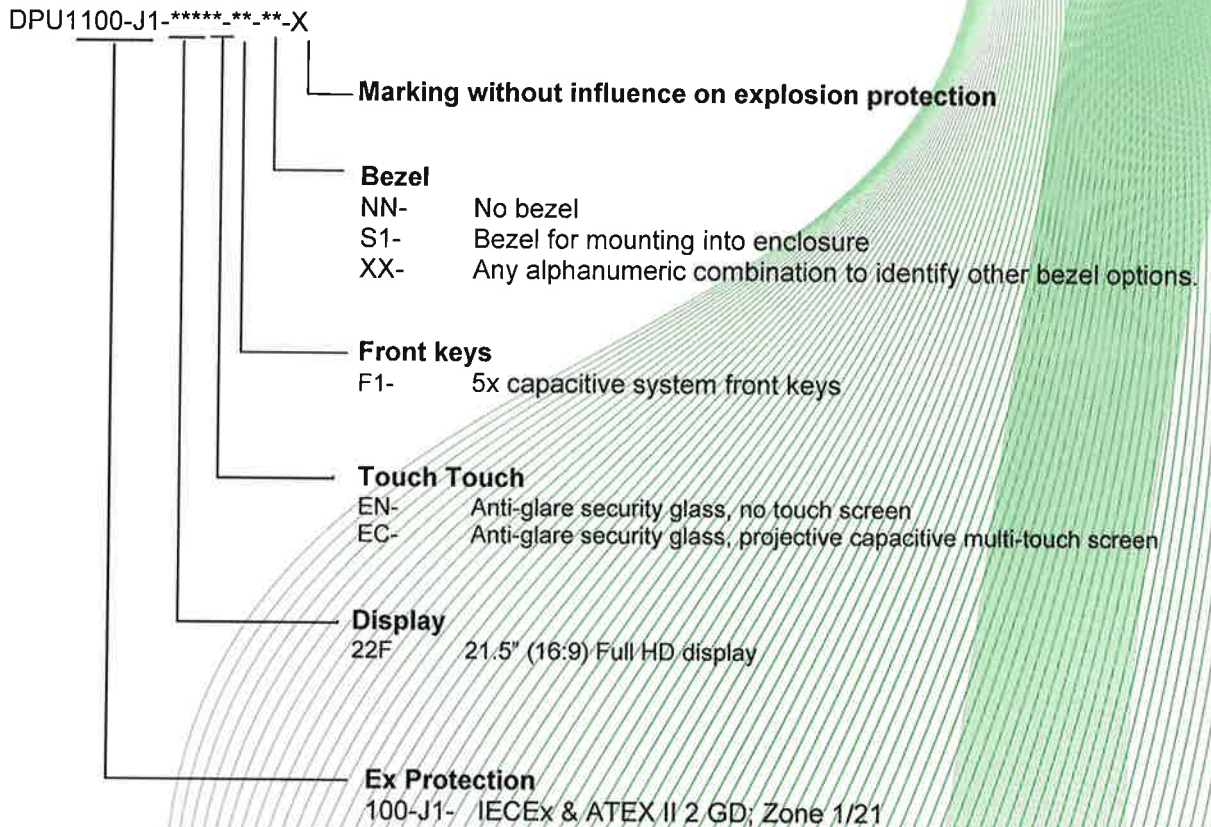 DPU1100-J1-*****-**-**-X
Marking without influence on explosion protection
Bezel
NN- No bezel
S1- Bezel for mounting into enclosure
XX- Any alphanumeric combination to identify other bezel options.
Front keys
F1- 5x capacitive system front keys
Touch Touch
EN- Anti-glare security glass, no touch screen
EC- Anti-glare security glass, projective capacitive multi-touch screen
Display
22F 21.5" (16:9) Full HD display
Ex Protection
100-J1- IECEx & ATEX II 2 GD; Zone 1/21